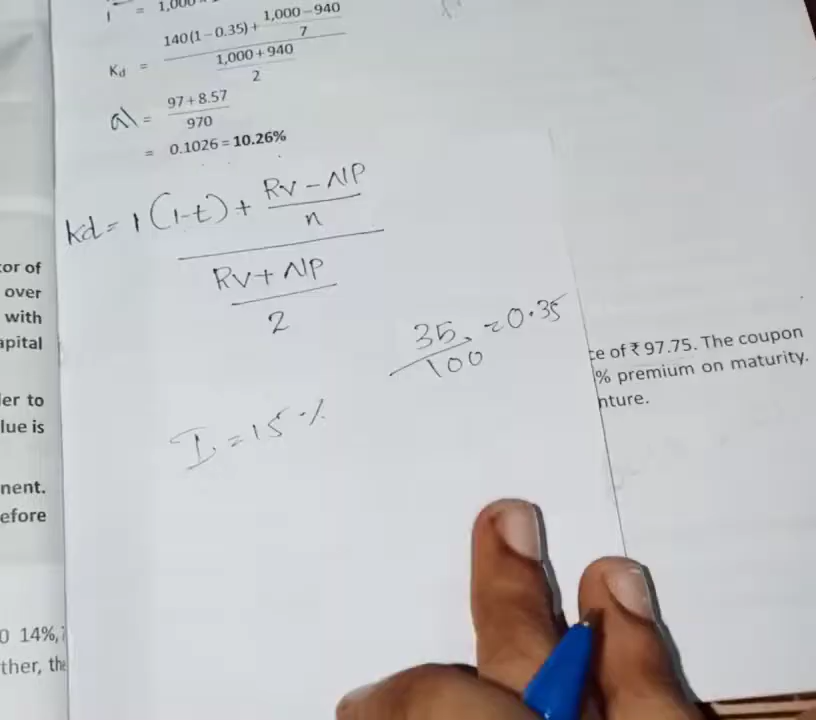 = 1,000
Kd = 140(1−0.35)+ 1,000−940 / 7
1,000+940 / 2
a) = 97+8.57 / 970
= 0.1026 = 10.26%
Kd = I (1-t) + RV - NP / n
RV + NP / 2
35 / 100 = 0.35
I = 15 %
tor of
over
with
apital
ce of ₹ 97.75. The coupon
% premium on maturity.
nture.
er to
lue is
nent.
efore
0 14%,
ther, the